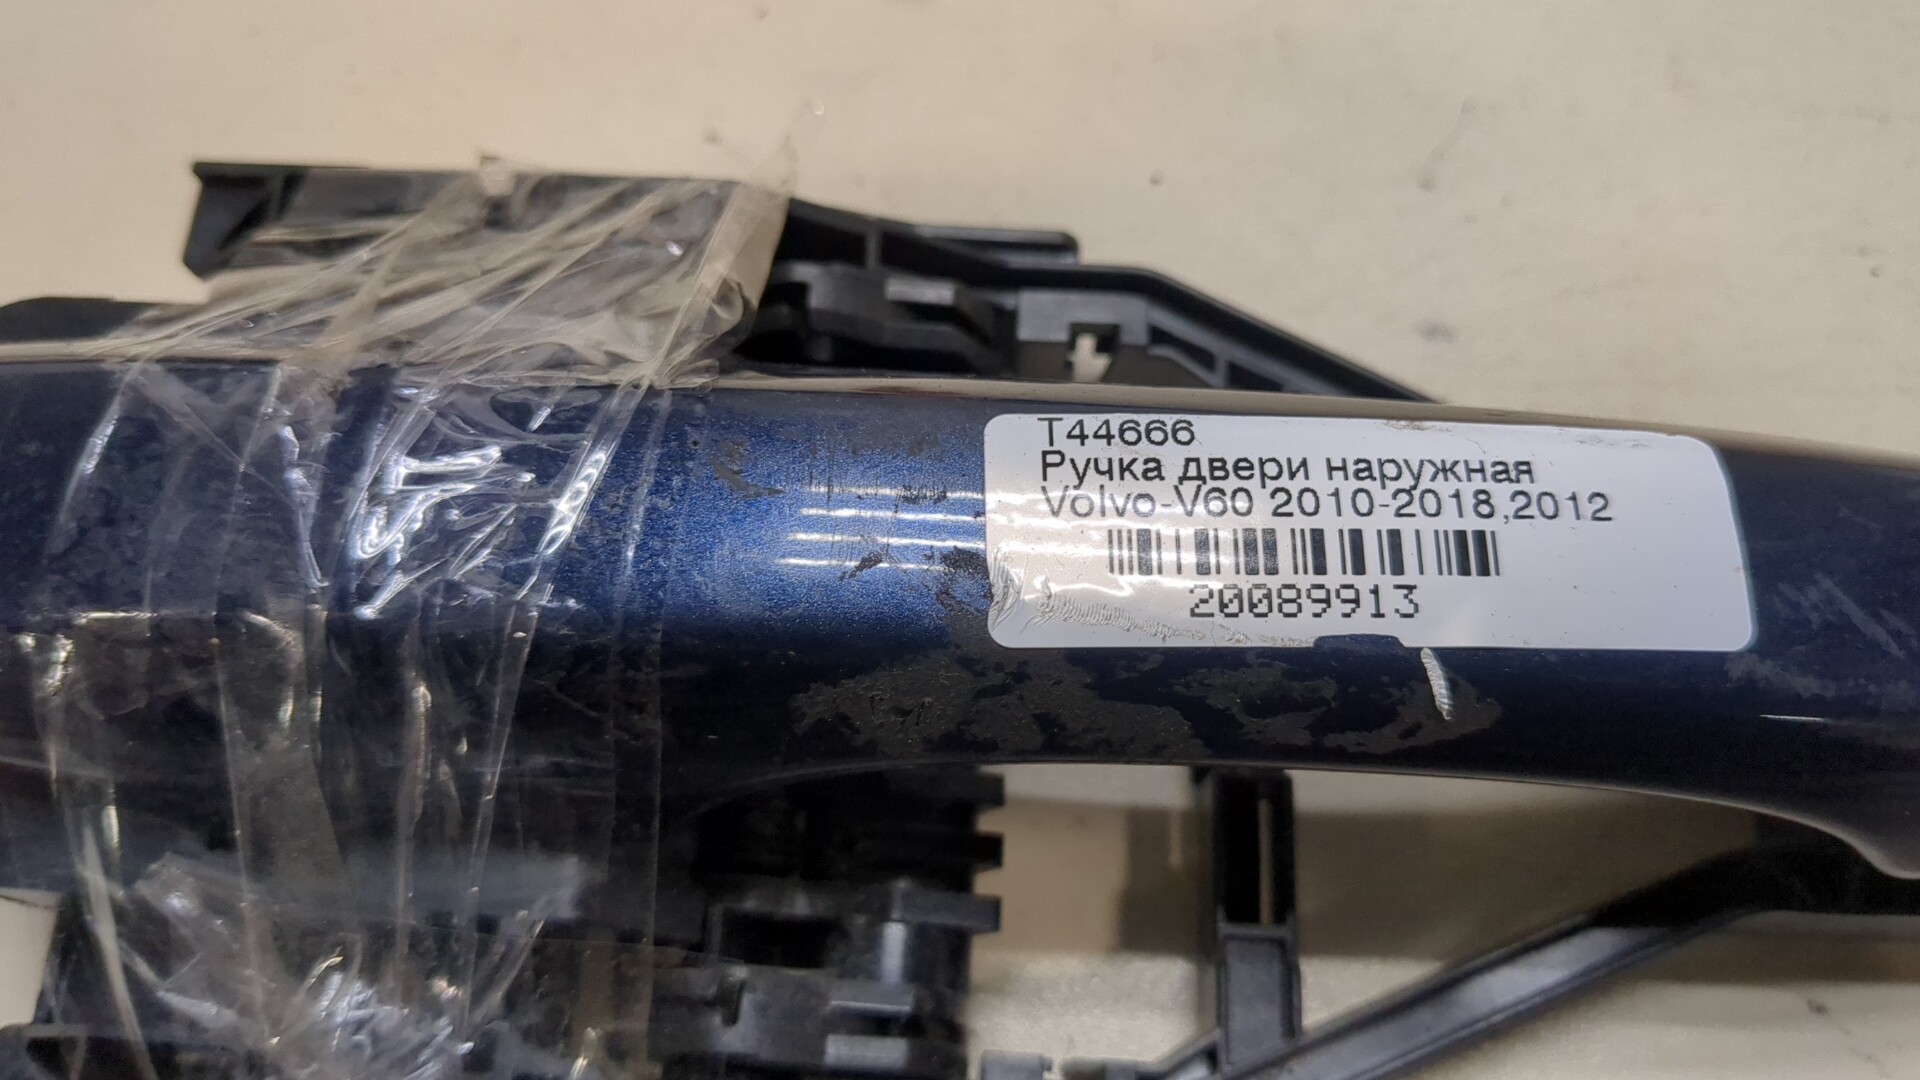 T44666
Ручка двери наружная
Volvo-V60 2010-2018,2012
20089913